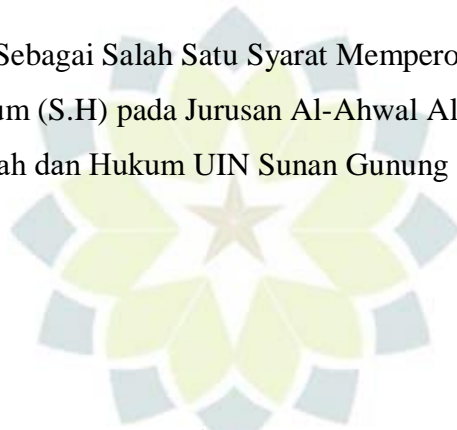 Sebagai Salah Satu Syarat Mempero
um (S.H) pada Jurusan Al-Ahwal Al
ah dan Hukum UIN Sunan Gunung